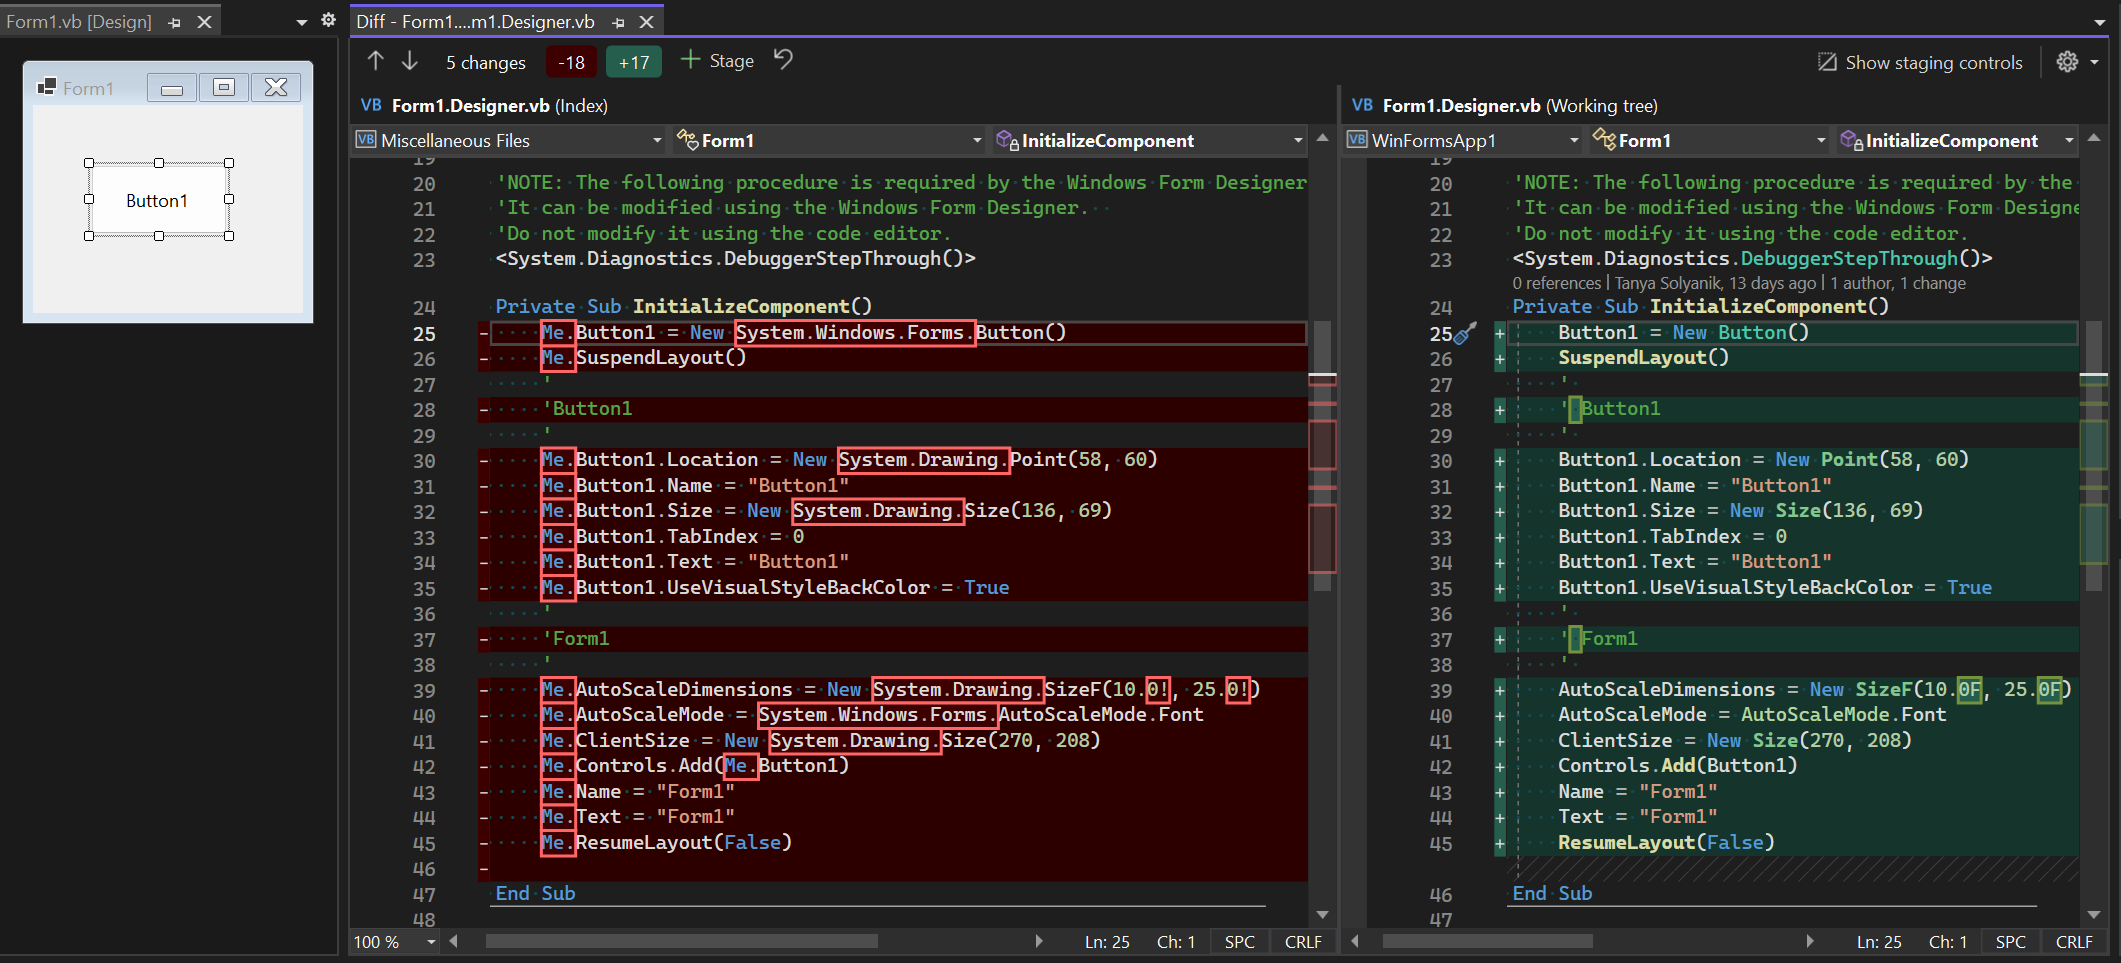 Form1.vb [Design]
Diff - Form1....m1.Designer.vb
Form1
Button1
5 changes
-18
+17
Stage
Show staging controls
VB Form1.Designer.vb (Index)
VB Miscellaneous Files
Form1
InitializeComponent
19
20 'NOTE: The following procedure is required by the Windows Form Designer
21 'It can be modified using the Windows Form Designer.
22 'Do not modify it using the code editor.
23 <System.Diagnostics.DebuggerStepThrough()>
24 Private Sub InitializeComponent()
25 - Me.Button1 = New System.Windows.Forms.Button()
26 - Me.SuspendLayout()
27 '
28 - 'Button1
29 '
30 - Me.Button1.Location = New System.Drawing.Point(58, 60)
31 - Me.Button1.Name = "Button1"
32 - Me.Button1.Size = New System.Drawing.Size(136, 69)
33 - Me.Button1.TabIndex = 0
34 - Me.Button1.Text = "Button1"
35 - Me.Button1.UseVisualStyleBackColor = True
36 '
37 - 'Form1
38 '
39 - Me.AutoScaleDimensions = New System.Drawing.SizeF(10.0!, 25.0!)
40 - Me.AutoScaleMode = System.Windows.Forms.AutoScaleMode.Font
41 - Me.ClientSize = New System.Drawing.Size(270, 208)
42 - Me.Controls.Add(Me.Button1)
43 - Me.Name = "Form1"
44 - Me.Text = "Form1"
45 - Me.ResumeLayout(False)
46 -
47 End Sub
48
100 %
Ln: 25 Ch: 1 SPC CRLF
VB Form1.Designer.vb (Working tree)
VB WinFormsApp1
Form1
InitializeComponent
19
20 'NOTE: The following procedure is required by the
21 'It can be modified using the Windows Form Designe
22 'Do not modify it using the code editor.
23 <System.Diagnostics.DebuggerStepThrough()>
0 references | Tanya Solyanik, 13 days ago | 1 author, 1 change
24 Private Sub InitializeComponent()
25 + Button1 = New Button()
26 + SuspendLayout()
27 '
28 + ' Button1
29 '
30 + Button1.Location = New Point(58, 60)
31 + Button1.Name = "Button1"
32 + Button1.Size = New Size(136, 69)
33 + Button1.TabIndex = 0
34 + Button1.Text = "Button1"
35 + Button1.UseVisualStyleBackColor = True
36 '
37 + ' Form1
38 '
39 + AutoScaleDimensions = New SizeF(10.0F, 25.0F)
40 + AutoScaleMode = AutoScaleMode.Font
41 + ClientSize = New Size(270, 208)
42 + Controls.Add(Button1)
43 + Name = "Form1"
44 + Text = "Form1"
45 + ResumeLayout(False)
46 End Sub
47
Ln: 25 Ch: 1 SPC CRLF